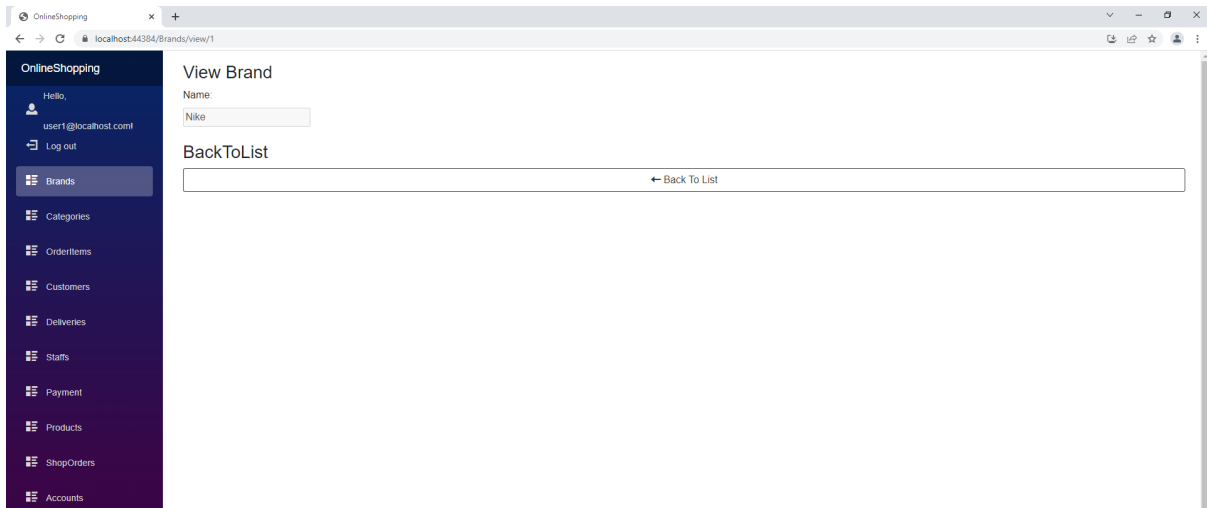 OnlineShopping
localhost:44384/Brands/view/1
OnlineShopping
Hello,
user1@localhost.com!
Log out
Brands
Categories
OrderItems
Customers
Deliveries
Staffs
Payment
Products
ShopOrders
Accounts
View Brand
Name:
Nike
BackToList
Back To List